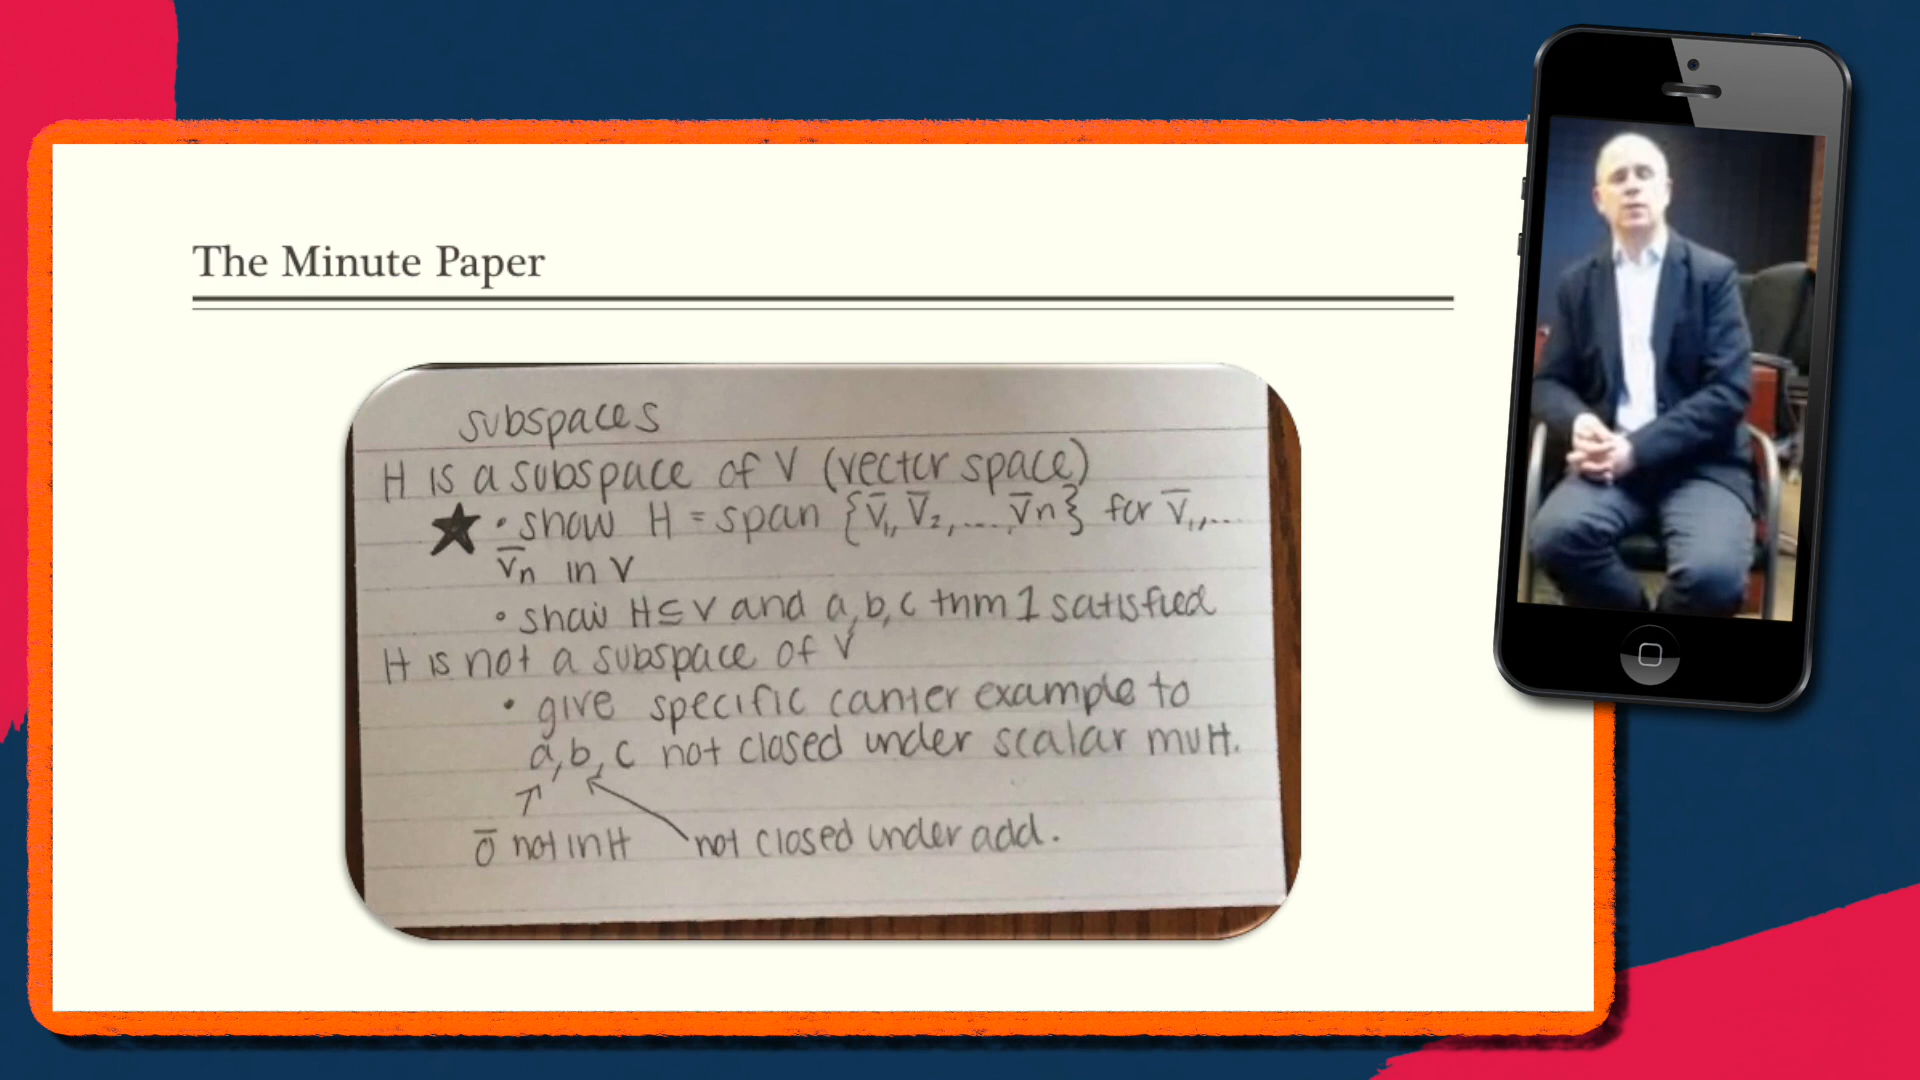 The Minute Paper
subspaces
H is a subspace of V (vector space)
★ • show H = span {v̅₁, v̅₂, ... v̅n} for v̅₁,...
v̅n in V
• show H ⊆ V and a, b, c thm 1 satisfied
H is not a subspace of V
• give specific counter example to
a, b, c not closed under scalar mult.
↑ ↖
0̅ not in H not closed under add.